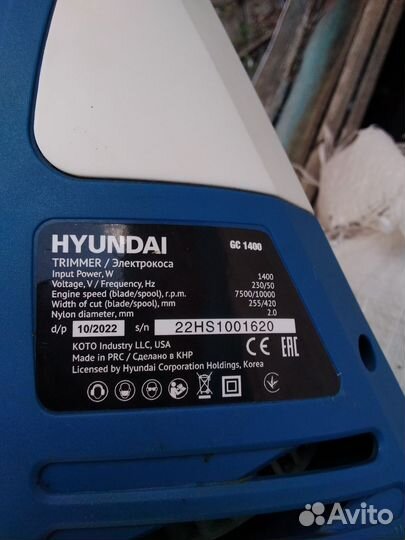 HYUNDAI GC 1400
TRIMMER / Электрокоса
Input Power, W 1400
Voltage, V / Frequency, Hz 230/50
Engine speed (blade/spool), r.p.m. 7500/10000
Width of cut (blade/spool), mm 255/420
Nylon diameter, mm 2.0
d/p 10/2022 s/n 22HS1001620
KOTO Industry LLC, USA
Made in PRC / Сделано в КНР
Licensed by Hyundai Corporation Holdings, Korea
CE EAC
Avito